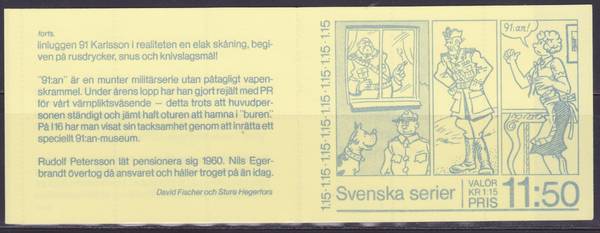 forts.
linluggen 91 Karlsson i realiteten en elak skåning, begi-
ven på rusdrycker, snus och knivslagsmål!
"91:an" är en munter militärserie utan påtagligt vapen-
skrammel. Under årens lopp har han gjort rejält med PR
för vårt värnpliktsväsende – detta trots att huvudper-
sonen ständigt och jämt haft oturen att hamna i "buren."
På I 16 har man visat sin tacksamhet genom att inrätta ett
speciellt 91:an-museum.
Rudolf Petersson lät pensionera sig 1960. Nils Eger-
brandt övertog då ansvaret och håller troget på än idag.
David Fischer och Sture Hegerfors
1:15·1:15·1:15·1:15·1:15·1:15·1:15·1:15·1:15·1:15
91:an!
Svenska serier
VALÖR
KR 1:15
PRIS
11:50